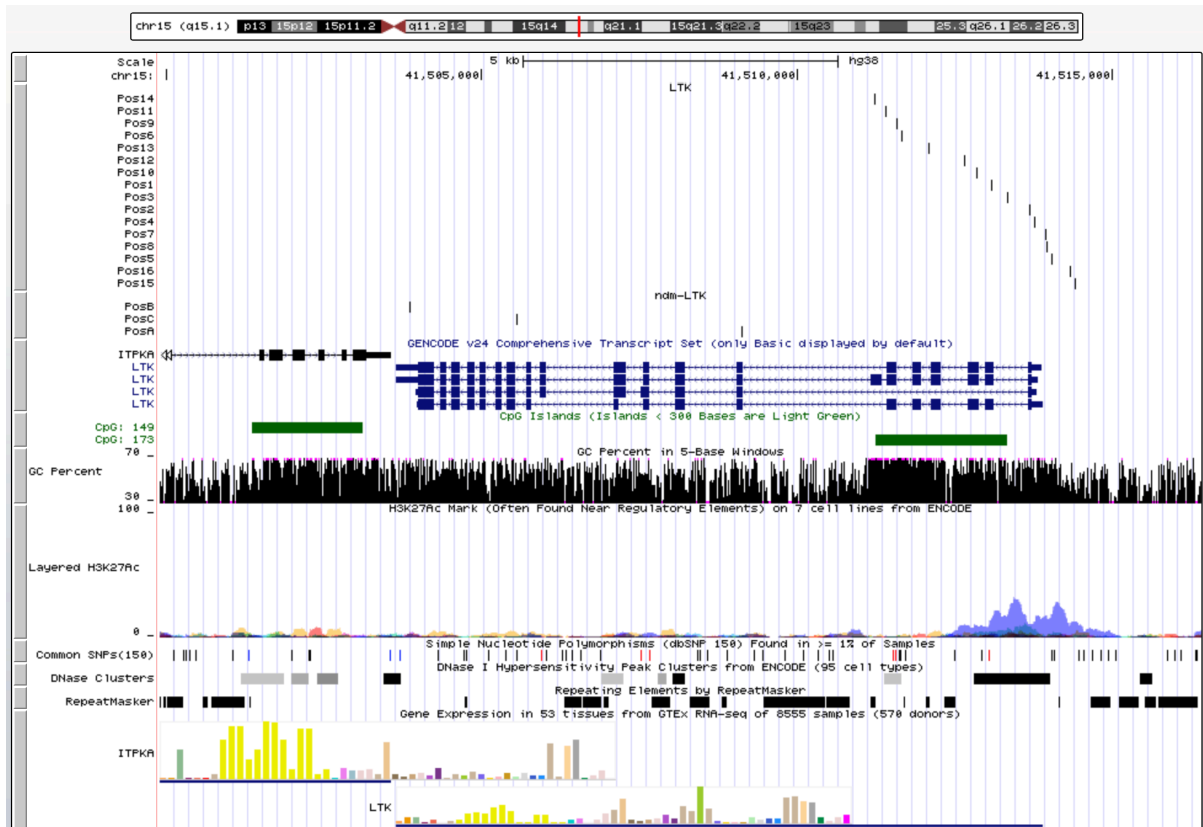 chr15 (q15.1) p13 15p12 15p11.2 q11.2 12 15q14 q21.1 15q21.3 q22.2 15q23 25.3 q26.1 26.2 26.3
Scale 5 kb hg38
chr15: 41,505,000 41,510,000 41,515,000
LTK
Pos14
Pos11
Pos9
Pos6
Pos13
Pos12
Pos10
Pos1
Pos3
Pos2
Pos4
Pos7
Pos8
Pos5
Pos16
Pos15
ndm-LTK
PosB
PosC
PosA
GENCODE v24 Comprehensive Transcript Set (only Basic displayed by default)
ITPKA
LTK
LTK
LTK
LTK
CpG Islands (Islands < 300 Bases are Light Green)
CpG: 149
CpG: 173
GC Percent in 5-Base Windows
70 _
GC Percent
30 _
H3K27Ac Mark (Often Found Near Regulatory Elements) on 7 cell lines from ENCODE
100 _
Layered H3K27Ac
0 _
Simple Nucleotide Polymorphisms (dbSNP 150) Found in >= 1% of Samples
Common SNPs(150)
DNase I Hypersensitivity Peak Clusters from ENCODE (95 cell types)
DNase Clusters
Repeating Elements by RepeatMasker
RepeatMasker
Gene Expression in 53 tissues from GTEx RNA-seq of 8555 samples (570 donors)
ITPKA
LTK